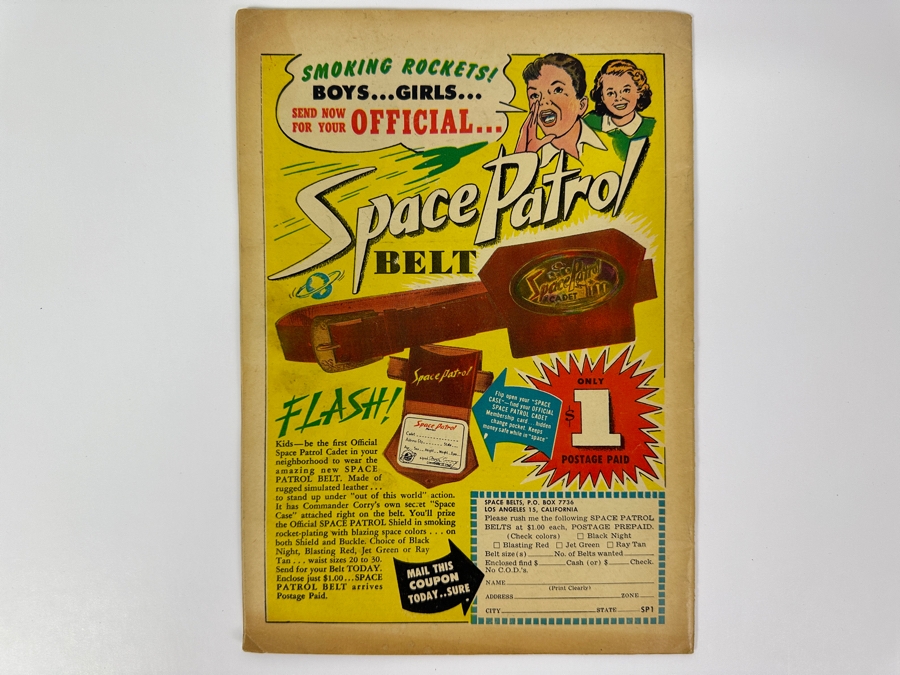 SMOKING ROCKETS!
BOYS...GIRLS...
SEND NOW
FOR YOUR OFFICIAL...
Space Patrol
BELT
Space Patrol
CADET
Space Patrol
Space Patrol
FLASH!
Kids—be the first Official
Space Patrol Cadet in your
neighborhood to wear the
amazing new SPACE
PATROL BELT. Made of
rugged simulated leather . . .
to stand up under "out of this world" action.
It has Commander Corry's own secret "Space
Case" attached right on the belt. You'll prize
the Official SPACE PATROL Shield in smoking
rocket-plating with blazing space colors . . . on
both Shield and Buckle. Choice of Black
Night, Blasting Red, Jet Green or Ray
Tan . . . waist sizes 20 to 30.
Send for your Belt TODAY.
Enclose just $1.00...SPACE
PATROL BELT arrives
Postage Paid.
Flip open your "SPACE
CASE"—find your OFFICIAL
SPACE PATROL CADET
Membership card . . . hidden
change pocket. Keeps
money safe while in "space"
!
ONLY
$1
POSTAGE PAID
MAIL THIS
COUPON
TODAY..SURE
SPACE BELTS, P.O. BOX 7736
LOS ANGELES 15, CALIFORNIA
Please rush me the following SPACE PATROL
BELTS at $1.00 each, POSTAGE PREPAID.
(Check colors) □ Black Night
□ Blasting Red □ Jet Green □ Ray Tan
Belt size(s) No. of Belts wanted
Enclosed find $ Cash (or) $ Check.
No C.O.D.'s.
NAME
(Print Clearly)
ADDRESS ZONE
CITY STATE SP1